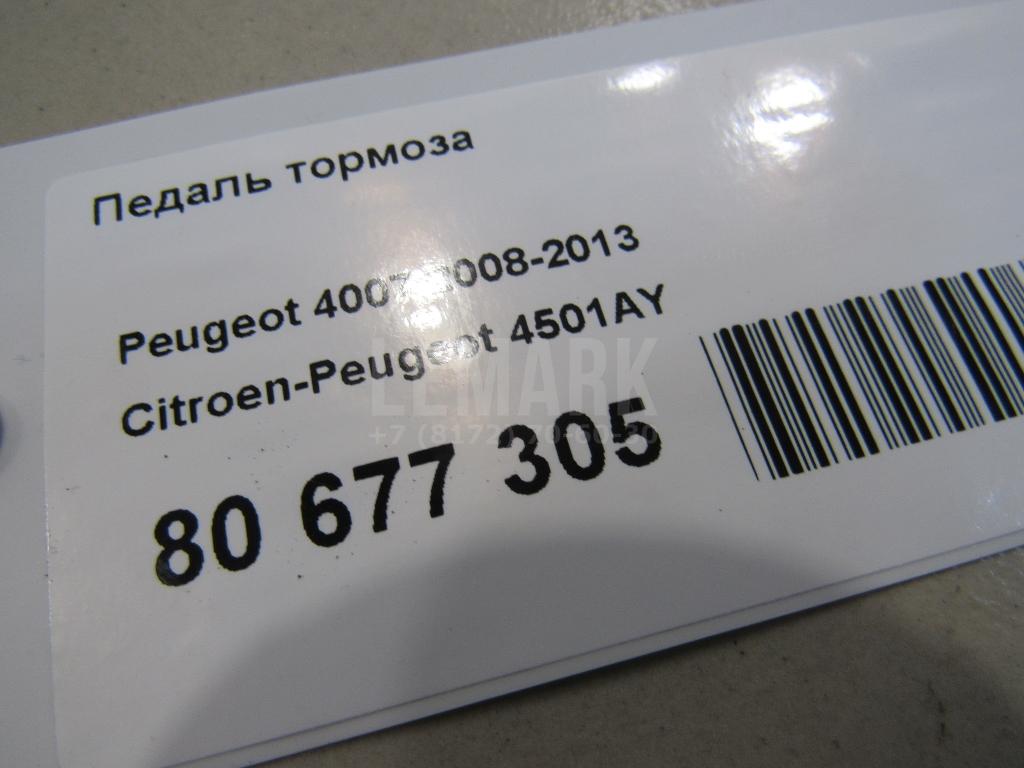 Педаль тормоза
Peugeot 4007 2008-2013
Citroen-Peugeot 4501AY
LEMARK
80 677 305